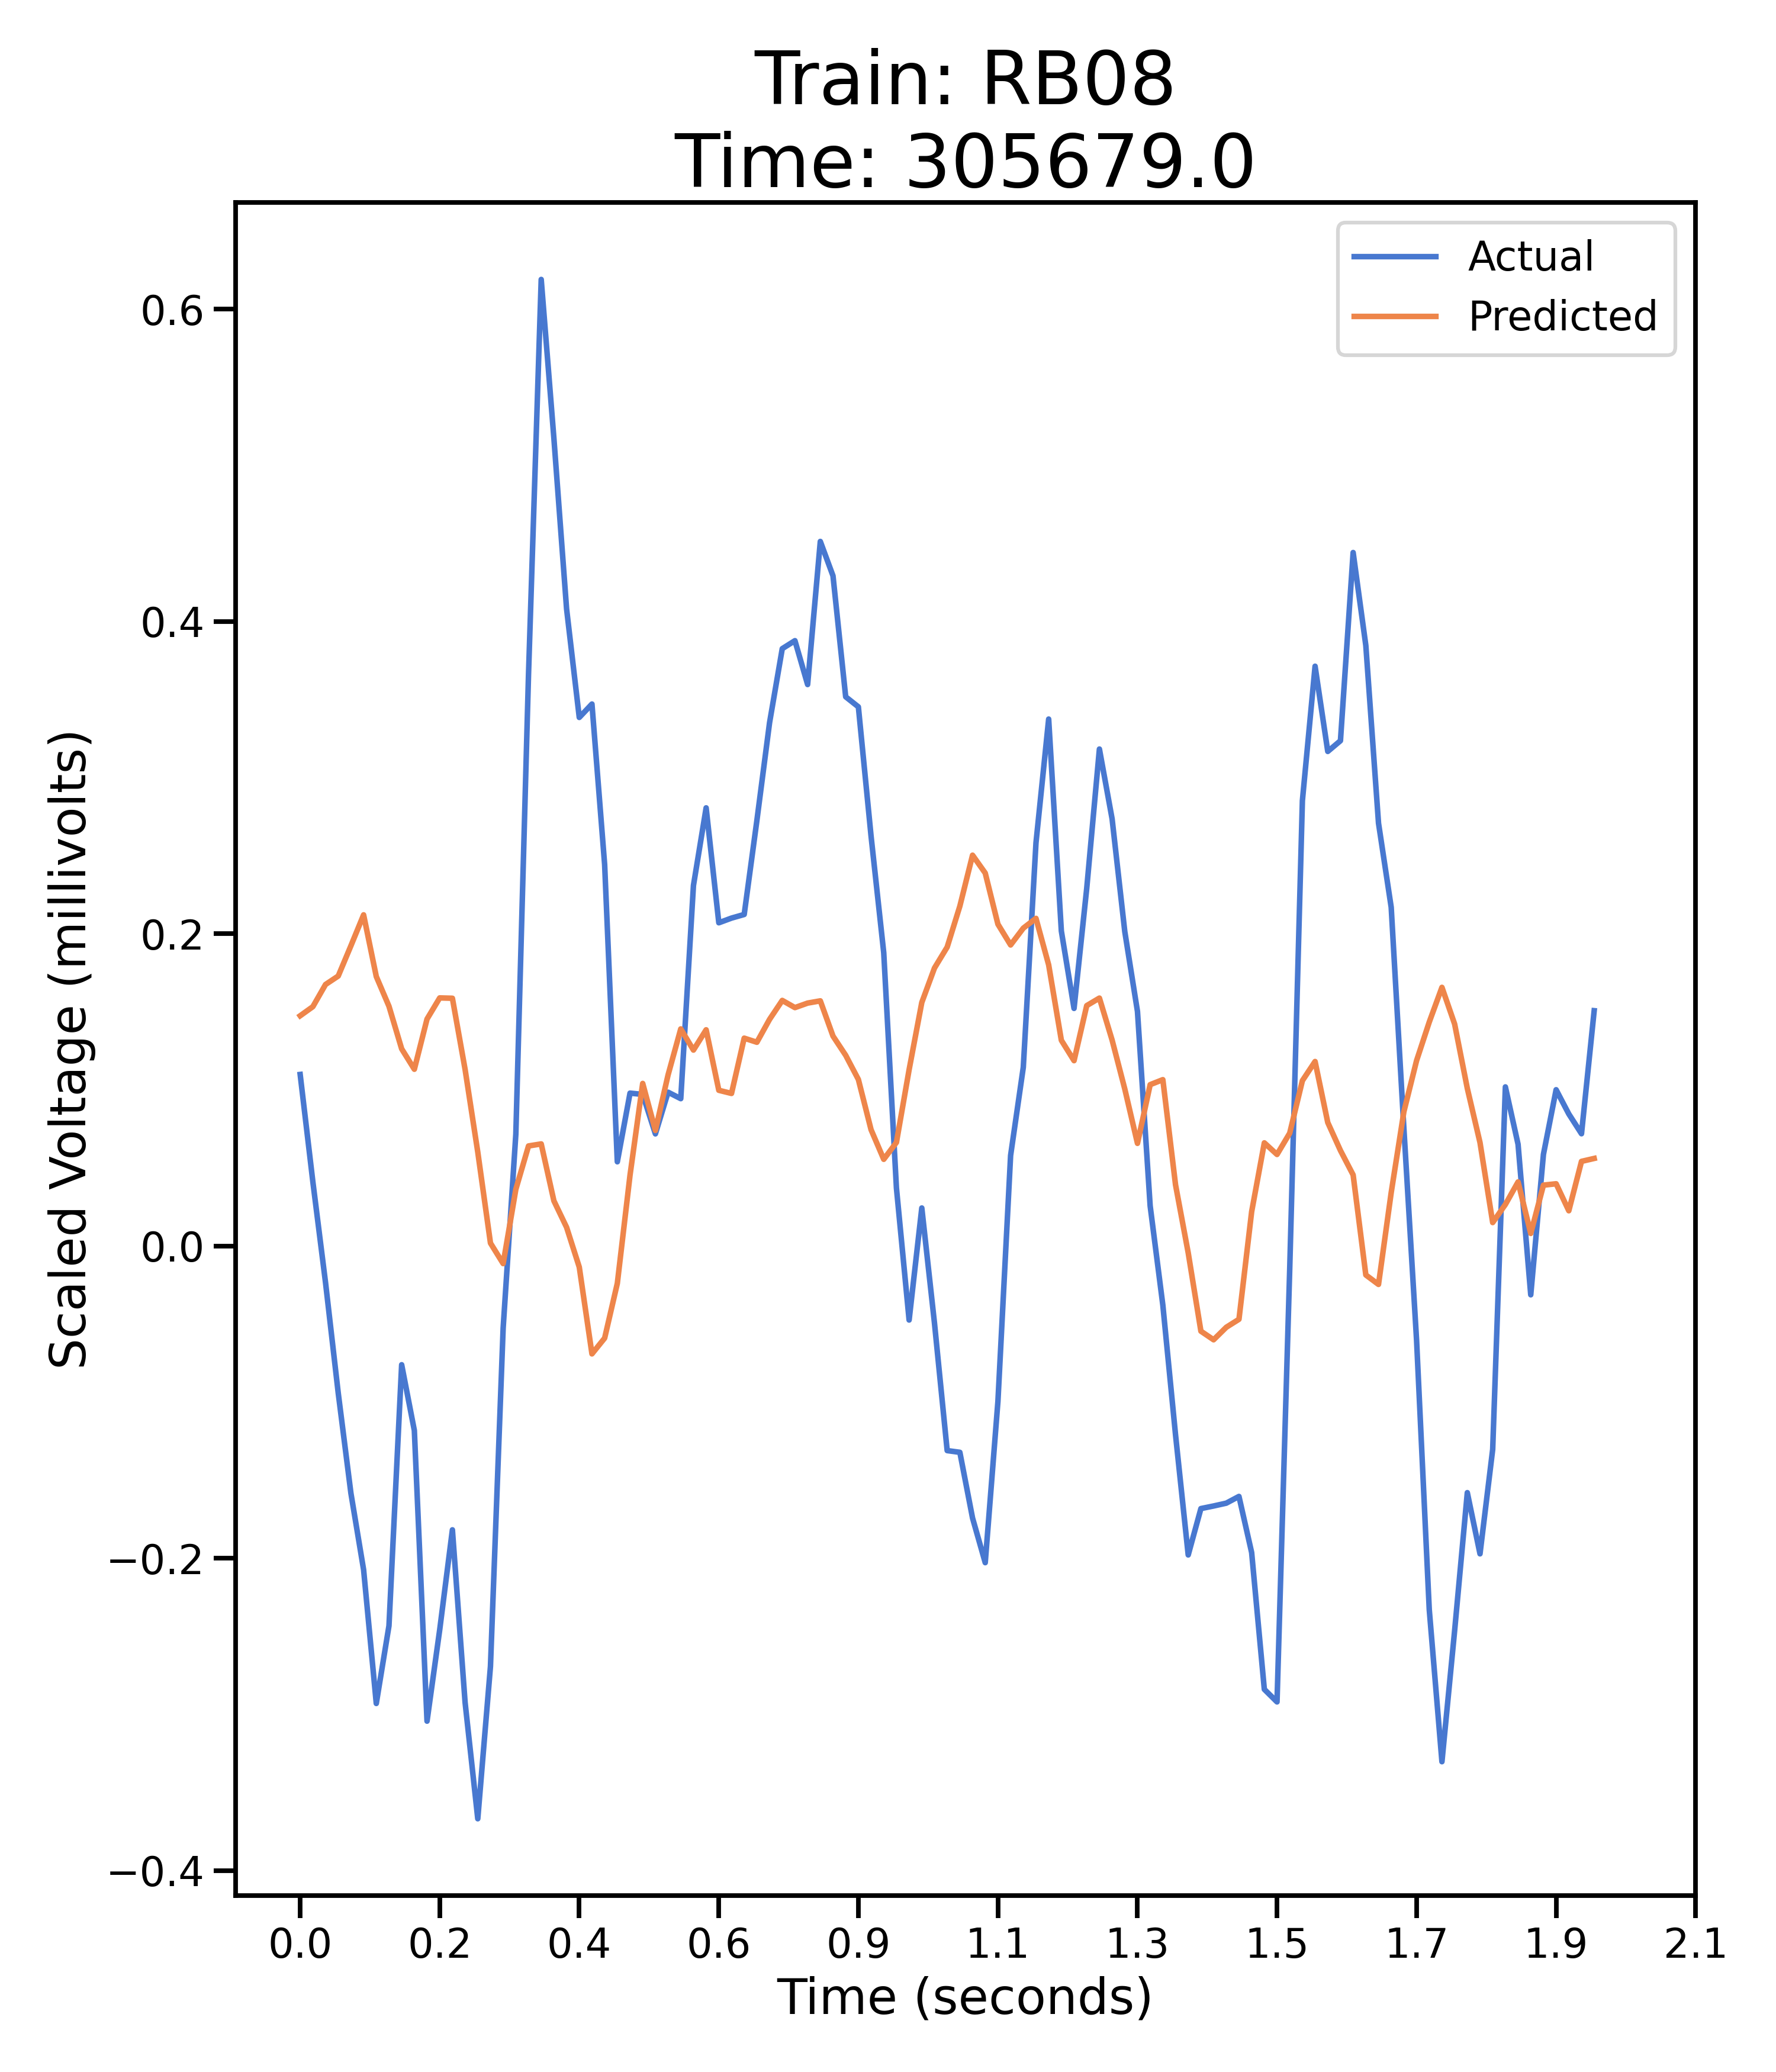 Train: RB08
Time: 305679.0
Actual
Predicted
Scaled Voltage (millivolts)
0.6
0.4
0.2
0.0
−0.2
−0.4
0.0 0.2 0.4 0.6 0.9 1.1 1.3 1.5 1.7 1.9 2.1
Time (seconds)